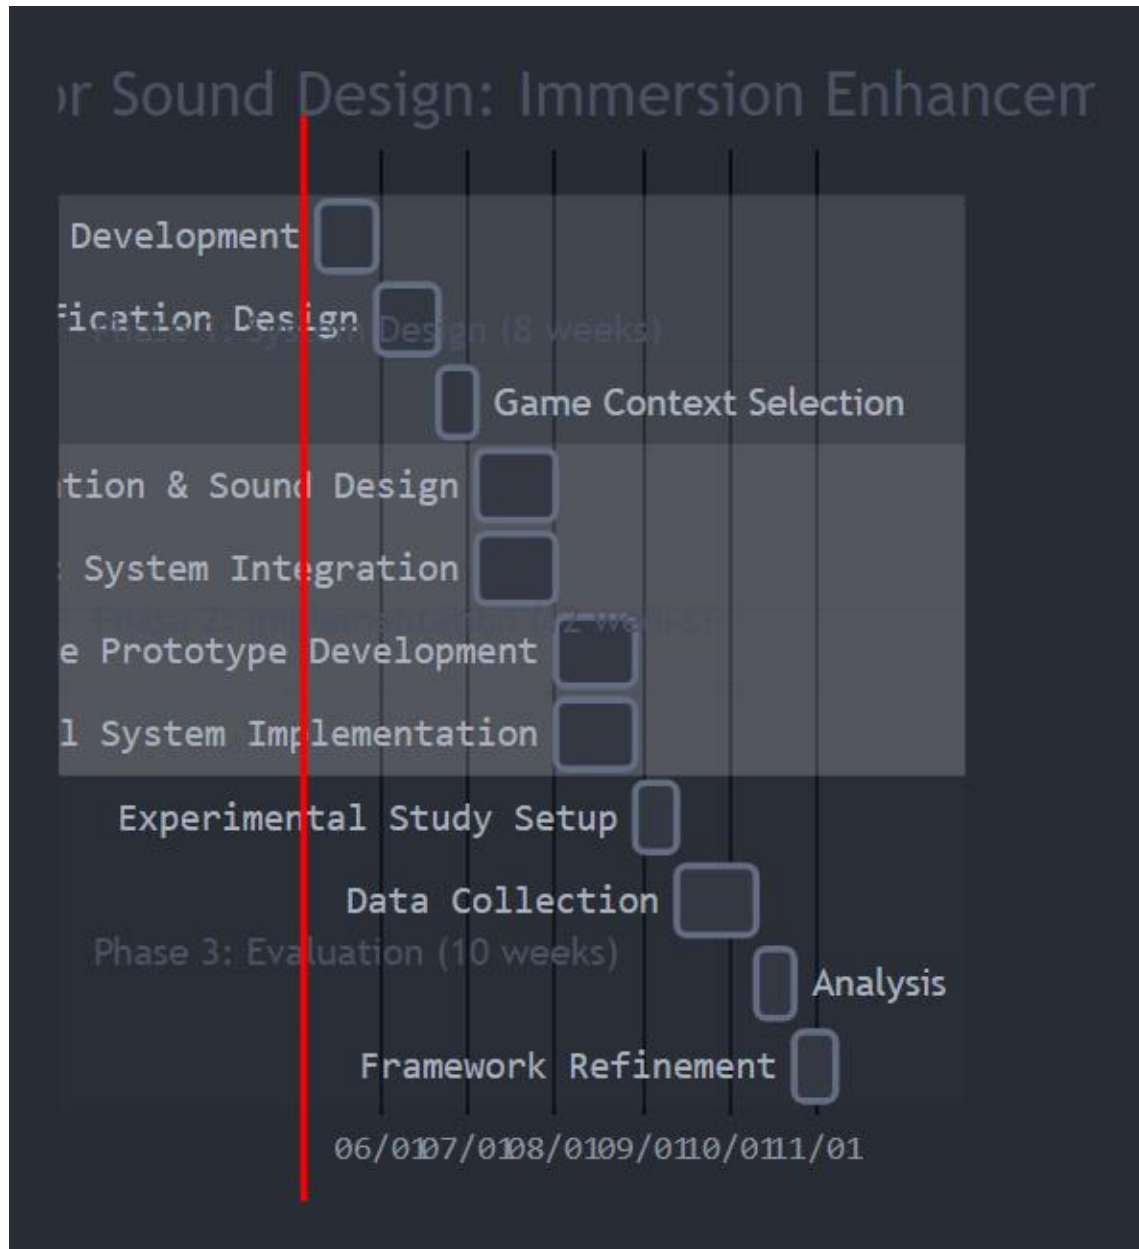 or Sound Design: Immersion Enhancem
Development
fication Design
Phase 1: System Design (8 weeks)
Game Context Selection
tion & Sound Design
System Integration
Phase 2: Implementation (12 weeks)
e Prototype Development
l System Implementation
Experimental Study Setup
Data Collection
Phase 3: Evaluation (10 weeks)
Analysis
Framework Refinement
06/01 07/01 08/01 09/01 10/01 11/01